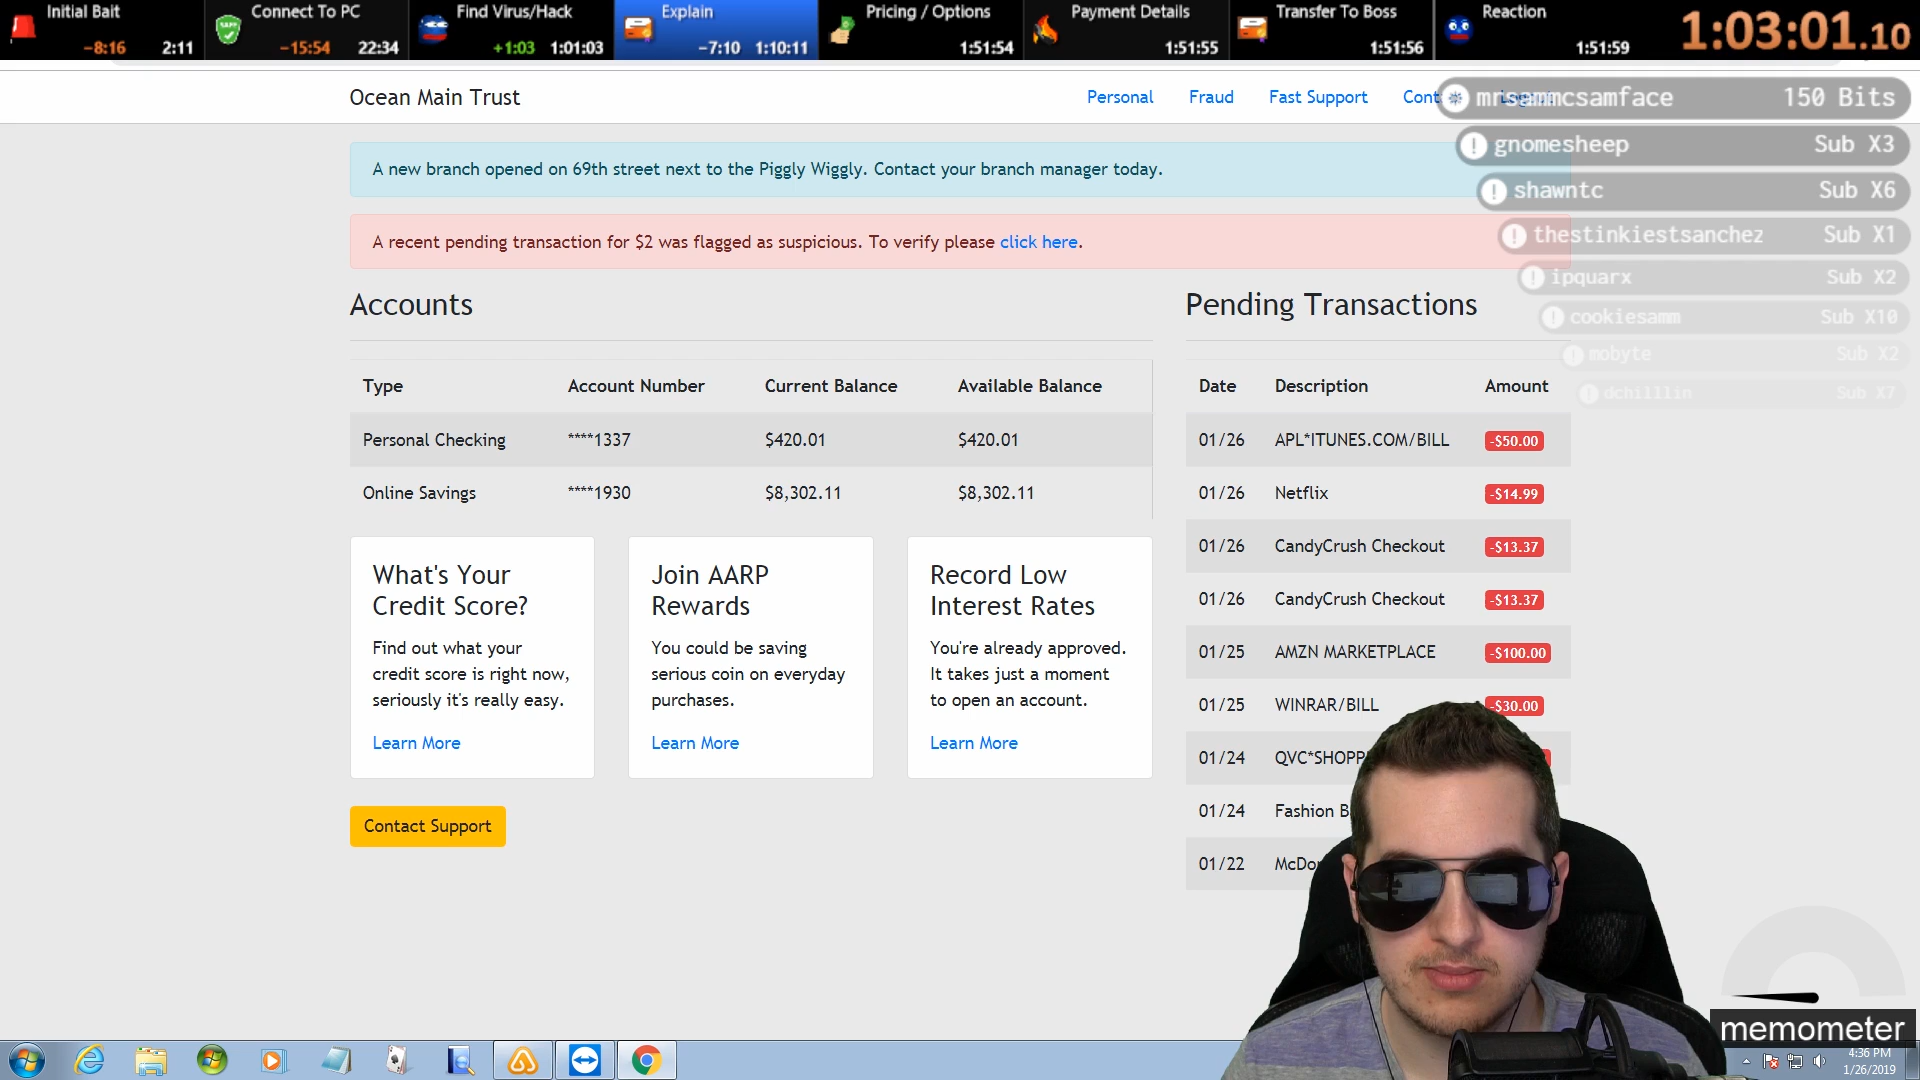 Initial Bait
-8:16 2:11
Connect To PC
-15:54 22:34
Find Virus/Hack
+1:03 1:01:03
Explain
-7:10 1:10:11
Pricing / Options
1:51:54
Payment Details
1:51:55
Transfer To Boss
1:51:56
Reaction
1:51:59
1:03:01.10
Ocean Main Trust
Personal Fraud Fast Support
mrsammcsamface 150 Bits
gnomesheep Sub X3
shawntc Sub X6
thestinkiestsanchez Sub X1
ipquarx Sub X2
cookiesamm Sub X10
mobyte Sub X2
dchilllin Sub X7
A new branch opened on 69th street next to the Piggly Wiggly. Contact your branch manager today.
A recent pending transaction for $2 was flagged as suspicious. To verify please click here.
Accounts
Type Account Number Current Balance Available Balance
Personal Checking ****1337 $420.01 $420.01
Online Savings ****1930 $8,302.11 $8,302.11
What's Your
Credit Score?
Find out what your
credit score is right now,
seriously it's really easy.
Learn More
Join AARP
Rewards
You could be saving
serious coin on everyday
purchases.
Learn More
Record Low
Interest Rates
You're already approved.
It takes just a moment
to open an account.
Learn More
Contact Support
Pending Transactions
Date Description Amount
01/26 APL*ITUNES.COM/BILL -$50.00
01/26 Netflix -$14.99
01/26 CandyCrush Checkout -$13.37
01/26 CandyCrush Checkout -$13.37
01/25 AMZN MARKETPLACE -$100.00
01/25 WINRAR/BILL -$30.00
01/24
01/24 Fashion
01/22
memometer
4:36 PM
1/26/2019